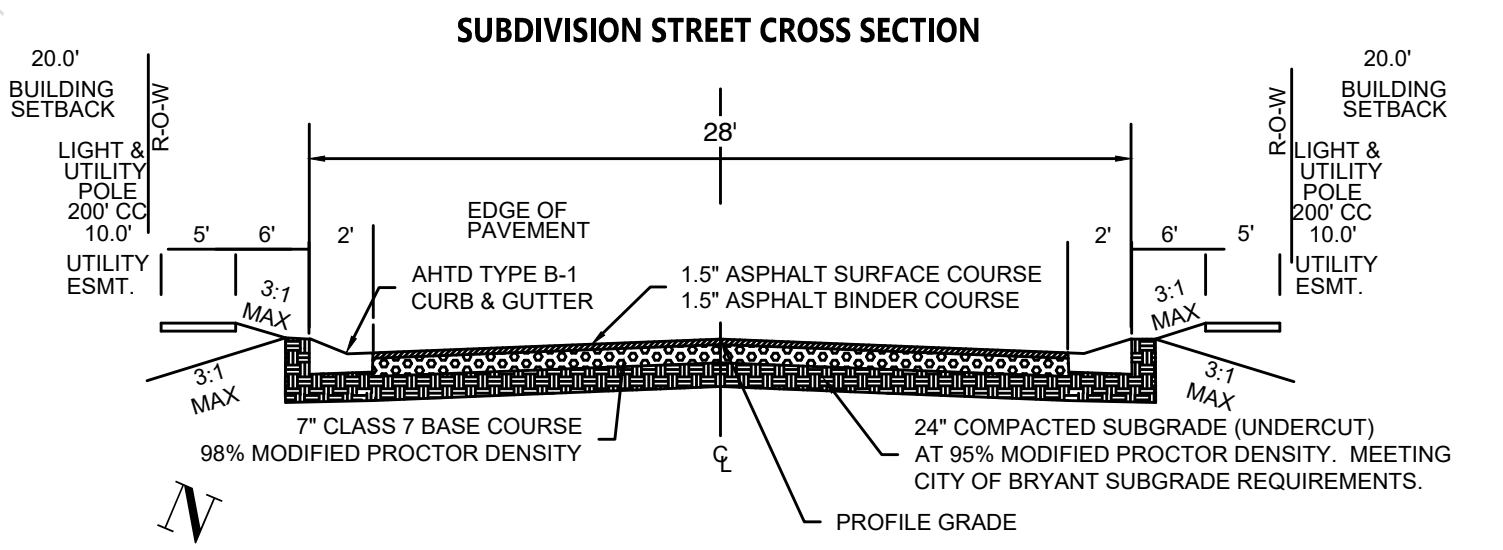 SUBDIVISION STREET CROSS SECTION
20.0'
BUILDING
SETBACK
R-O-W
LIGHT &
UTILITY
POLE
200' CC
10.0'
UTILITY
ESMT.
5'
6'
2'
28'
EDGE OF
PAVEMENT
AHTD TYPE B-1
CURB & GUTTER
1.5" ASPHALT SURFACE COURSE
1.5" ASPHALT BINDER COURSE
2'
6'
5'
20.0'
BUILDING
SETBACK
R-O-W
LIGHT &
UTILITY
POLE
200' CC
10.0'
UTILITY
ESMT.
3:1
MAX
3:1
MAX
3:1
MAX
3:1
MAX
7" CLASS 7 BASE COURSE
98% MODIFIED PROCTOR DENSITY
℄
24" COMPACTED SUBGRADE (UNDERCUT)
AT 95% MODIFIED PROCTOR DENSITY. MEETING
CITY OF BRYANT SUBGRADE REQUIREMENTS.
PROFILE GRADE
N